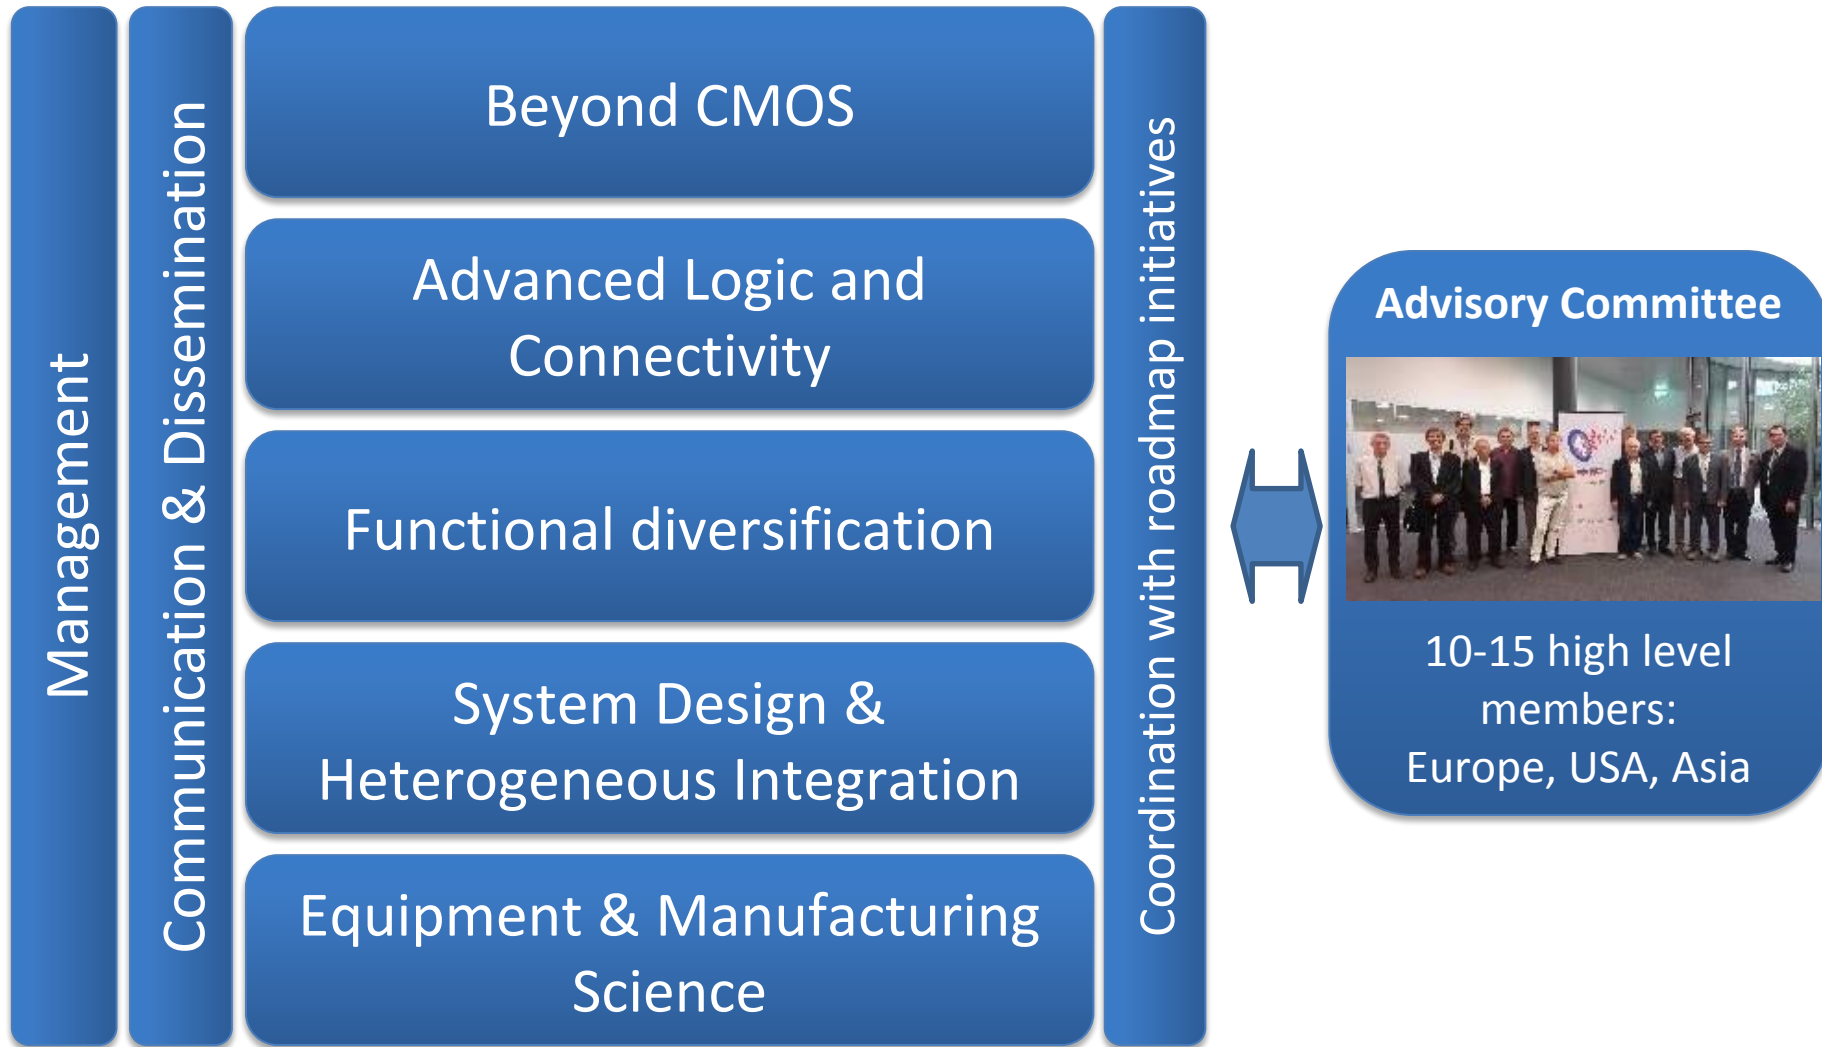 Management
Communication & Dissemination
Beyond CMOS
Advanced Logic and
Connectivity
Functional diversification
System Design &
Heterogeneous Integration
Equipment & Manufacturing
Science
Coordination with roadmap initiatives
Advisory Committee
10-15 high level
members:
Europe, USA, Asia